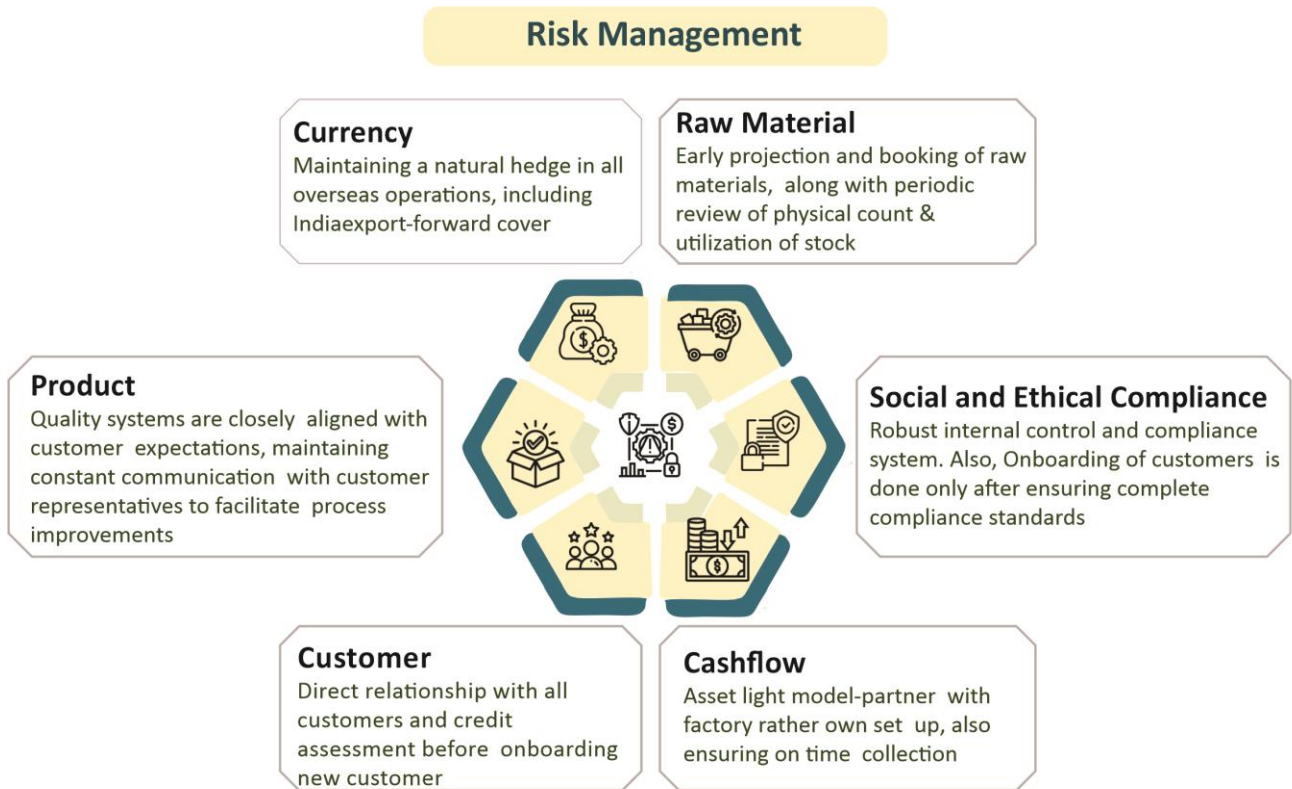 Risk Management
Currency
Maintaining a natural hedge in all
overseas operations, including
Indiaexport-forward cover
Raw Material
Early projection and booking of raw
materials, along with periodic
review of physical count &
utilization of stock
Product
Quality systems are closely aligned with
customer expectations, maintaining
constant communication with customer
representatives to facilitate process
improvements
Social and Ethical Compliance
Robust internal control and compliance
system. Also, Onboarding of customers is
done only after ensuring complete
compliance standards
Customer
Direct relationship with all
customers and credit
assessment before onboarding
new customer
Cashflow
Asset light model-partner with
factory rather own set up, also
ensuring on time collection